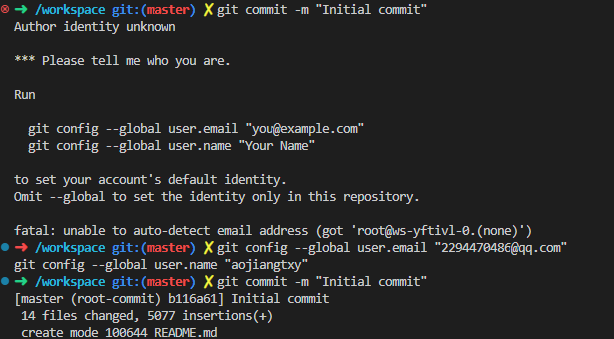 ➜ /workspace git:(master) ✗ git commit -m "Initial commit"
Author identity unknown

*** Please tell me who you are.

Run

  git config --global user.email "you@example.com"
  git config --global user.name "Your Name"

to set your account's default identity.
Omit --global to set the identity only in this repository.

fatal: unable to auto-detect email address (got 'root@ws-yftivl-0.(none)')
➜ /workspace git:(master) ✗ git config --global user.email "2294470486@qq.com"
git config --global user.name "aojiangtxy"
➜ /workspace git:(master) ✗ git commit -m "Initial commit"
[master (root-commit) b116a61] Initial commit
 14 files changed, 5077 insertions(+)
 create mode 100644 README.md